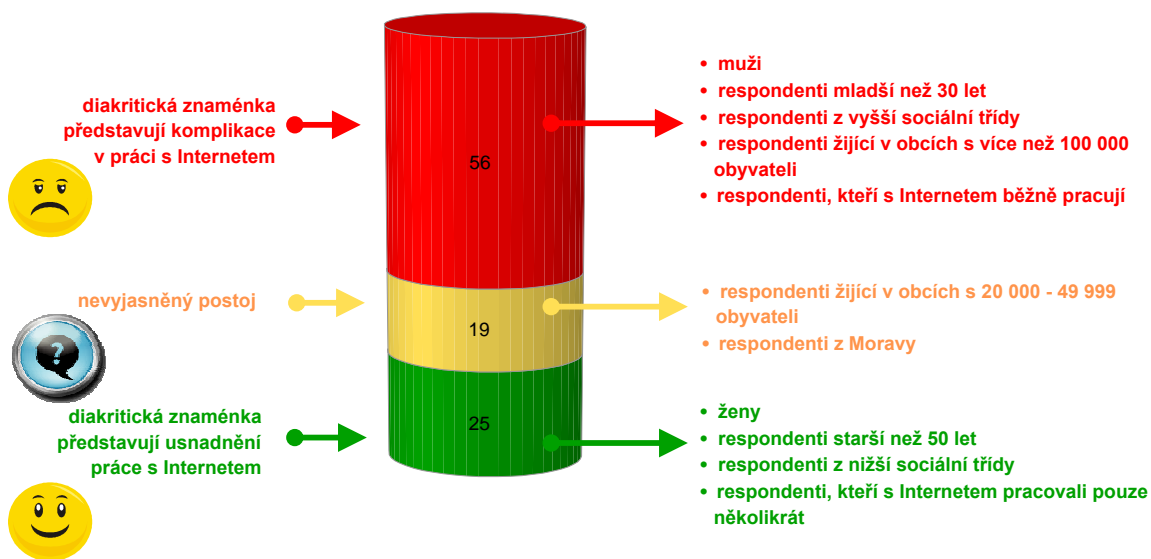 diakritická znaménka
představují komplikace
v práci s Internetem
56
• muži
• respondenti mladší než 30 let
• respondenti z vyšší sociální třídy
• respondenti žijící v obcích s více než 100 000
obyvateli
• respondenti, kteří s Internetem běžně pracují
nevyjasněný postoj
19
• respondenti žijící v obcích s 20 000 - 49 999
obyvateli
• respondenti z Moravy
?
diakritická znaménka
představují usnadnění
práce s Internetem
25
• ženy
• respondenti starší než 50 let
• respondenti z nižší sociální třídy
• respondenti, kteří s Internetem pracovali pouze
několikrát